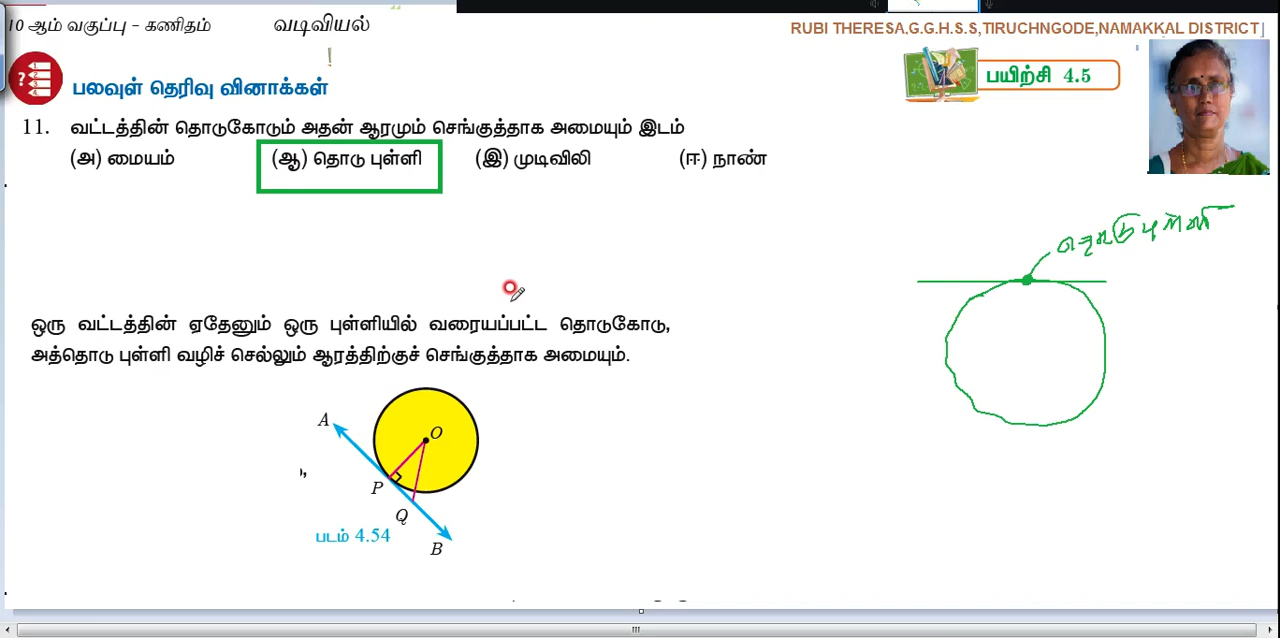 10 ஆம் வகுப்பு – கணிதம் வடிவியல்
RUBI THERESA.G.G.H.S.S,TIRUCHNGODE,NAMAKKAL DISTRICT
பலவுள் தெரிவு வினாக்கள்
பயிற்சி 4.5
11. வட்டத்தின் தொடுகோடும் அதன் ஆரமும் செங்குத்தாக அமையும் இடம்
(அ) மையம் (ஆ) தொடு புள்ளி (இ) முடிவிலி (ஈ) நாண்
தொடு புள்ளி
ஒரு வட்டத்தின் ஏதேனும் ஒரு புள்ளியில் வரையப்பட்ட தொடுகோடு,
அத்தொடு புள்ளி வழிச் செல்லும் ஆரத்திற்குச் செங்குத்தாக அமையும்.
A
O
P
Q
B
படம் 4.54